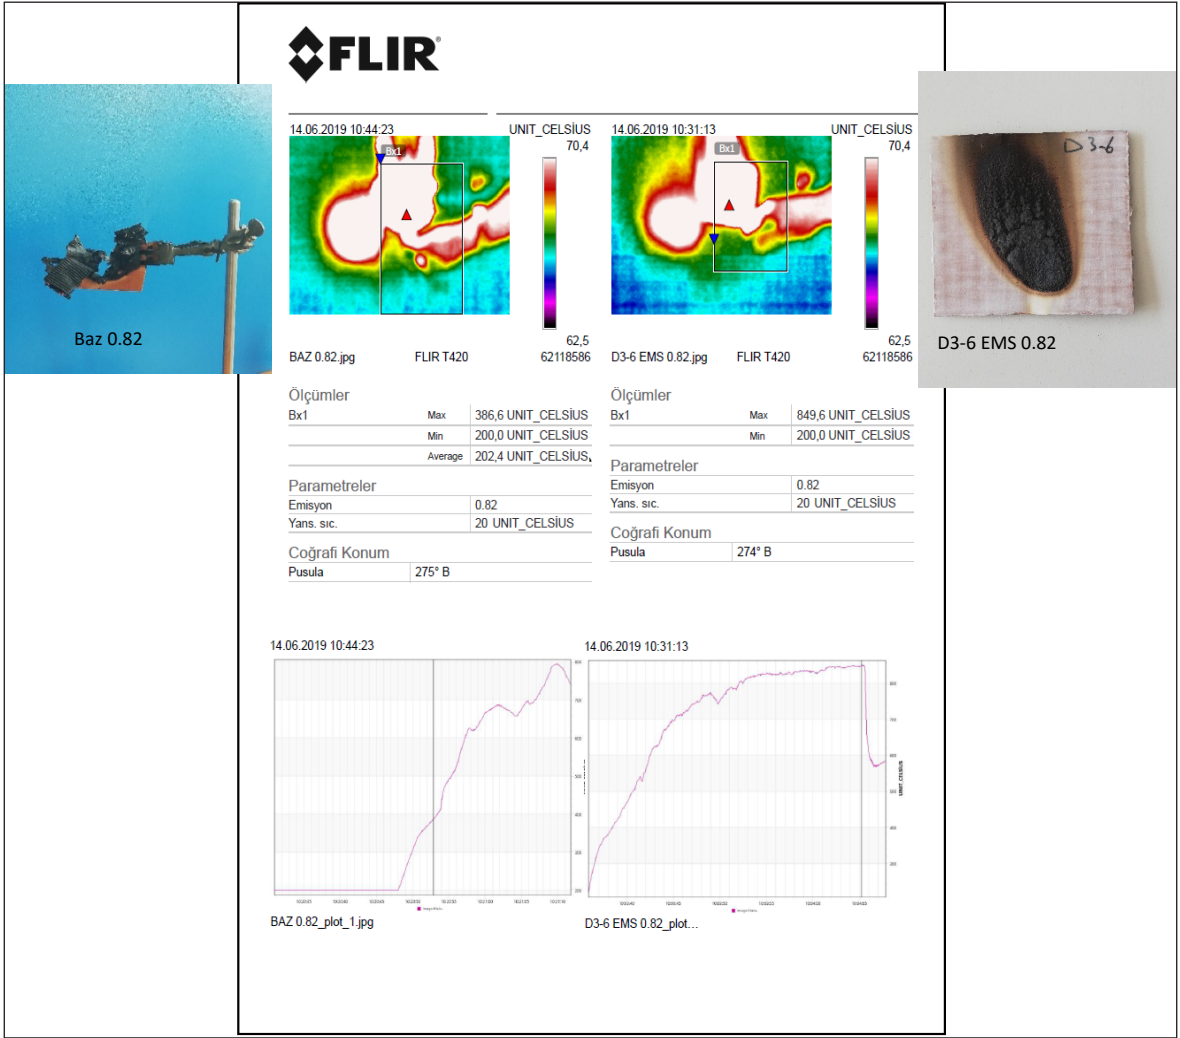 FLIR
14.06.2019 10:44:23 UNIT_CELSİUS
70,4
Bx1
62,5
BAZ 0.82.jpg FLIR T420 62118586
14.06.2019 10:31:13 UNIT_CELSİUS
70,4
Bx1
62,5
D3-6 EMS 0.82.jpg FLIR T420 62118586
Baz 0.82
D3-6
D3-6 EMS 0.82
Ölçümler
Bx1 Max 386,6 UNIT_CELSİUS
Min 200,0 UNIT_CELSİUS
Average 202,4 UNIT_CELSİUS
Parametreler
Emisyon 0.82
Yans. sıc. 20 UNIT_CELSİUS
Coğrafi Konum
Pusula 275° B
Ölçümler
Bx1 Max 849,6 UNIT_CELSİUS
Min 200,0 UNIT_CELSİUS
Parametreler
Emisyon 0.82
Yans. sıc. 20 UNIT_CELSİUS
Coğrafi Konum
Pusula 274° B
14.06.2019 10:44:23
BAZ 0.82_plot_1.jpg
14.06.2019 10:31:13
UNIT_CELSİUS
D3-6 EMS 0.82_plot...